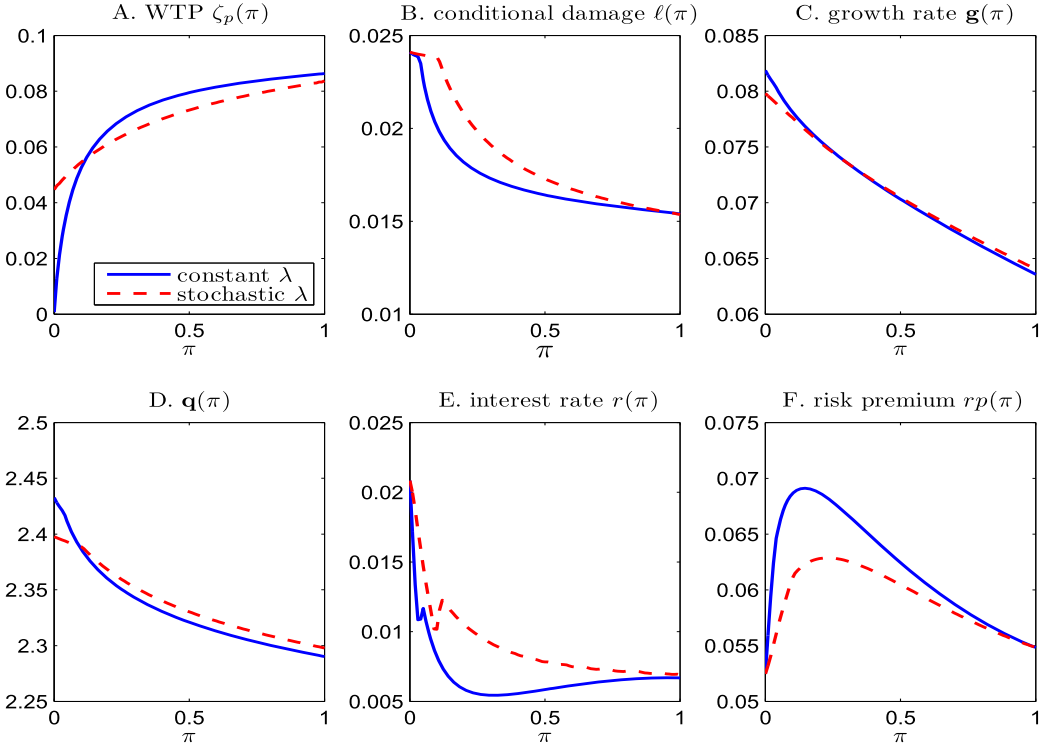 A. WTP ζp(π)
0.1
0.08
0.06
0.04
0.02
0
constant λ
stochastic λ
0 0.5 1
π
B. conditional damage ℓ(π)
0.025
0.02
0.015
0.01
0 0.5 1
π
C. growth rate g(π)
0.085
0.08
0.075
0.07
0.065
0.06
0 0.5 1
π
D. q(π)
2.5
2.45
2.4
2.35
2.3
2.25
0 0.5 1
π
E. interest rate r(π)
0.025
0.02
0.015
0.01
0.005
0 0.5 1
π
F. risk premium rp(π)
0.075
0.07
0.065
0.06
0.055
0.05
0 0.5 1
π